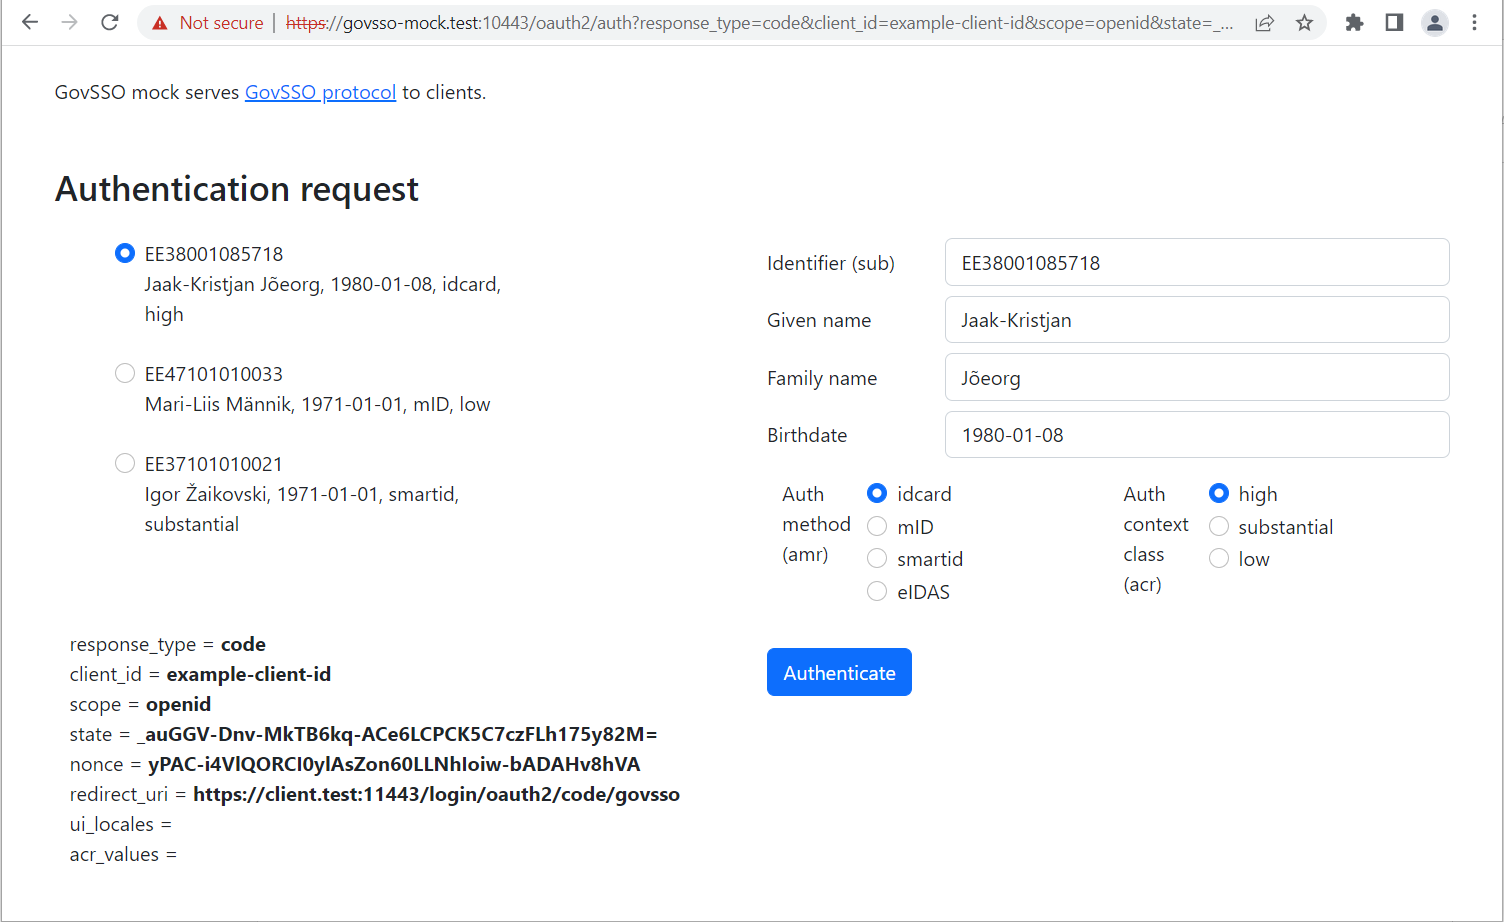 Not secure | https://govsso-mock.test:10443/oauth2/auth?response_type=code&client_id=example-client-id&scope=openid&state=_...
GovSSO mock serves GovSSO protocol to clients.
Authentication request
EE38001085718
Jaak-Kristjan Jõeorg, 1980-01-08, idcard,
high
EE47101010033
Mari-Liis Männik, 1971-01-01, mID, low
EE37101010021
Igor Žaikovski, 1971-01-01, smartid,
substantial
Identifier (sub) EE38001085718
Given name Jaak-Kristjan
Family name Jõeorg
Birthdate 1980-01-08
Auth
method
(amr)
idcard
mID
smartid
eIDAS
Auth
context
class
(acr)
high
substantial
low
response_type = code
client_id = example-client-id
scope = openid
state = _auGGV-Dnv-MkTB6kq-ACe6LCPCK5C7czFLh175y82M=
nonce = yPAC-i4VlQORCI0ylAsZon60LLNhIoiw-bADAHv8hVA
redirect_uri = https://client.test:11443/login/oauth2/code/govsso
ui_locales =
acr_values =
Authenticate